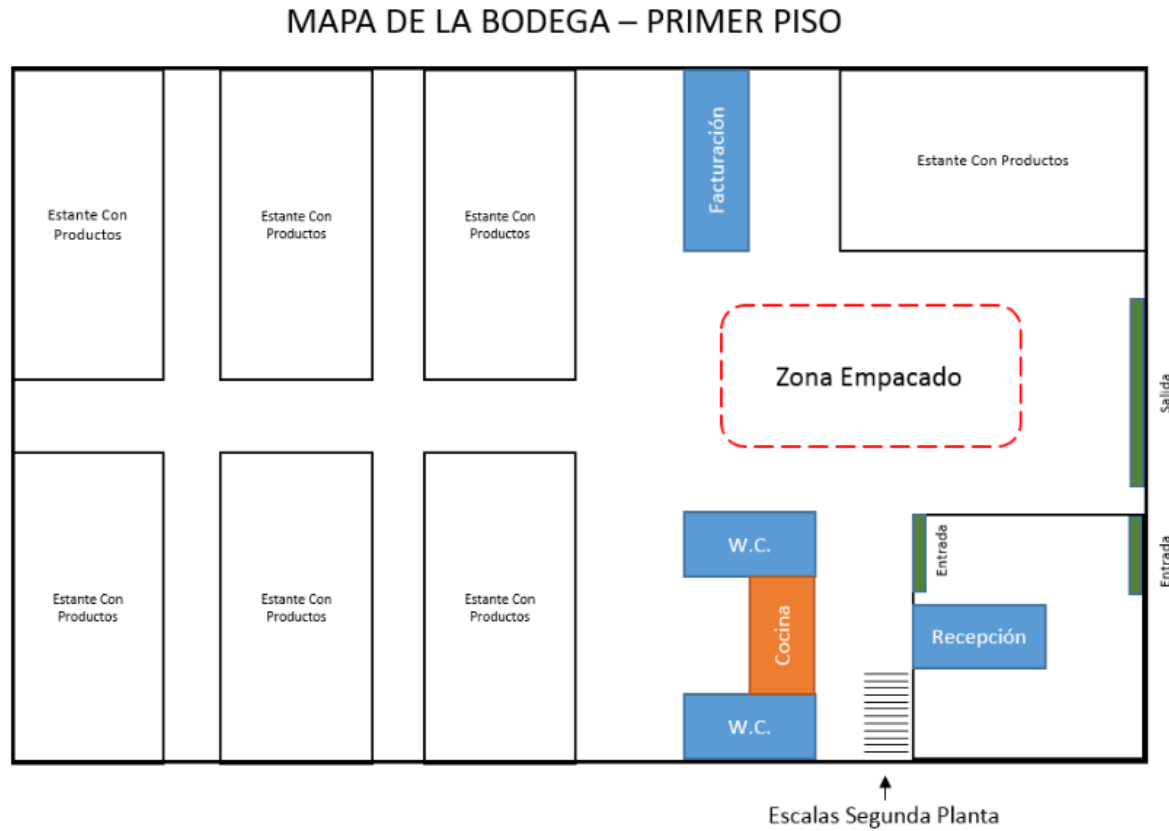 MAPA DE LA BODEGA – PRIMER PISO
Estante Con
Productos
Estante Con
Productos
Estante Con
Productos
Facturación
Estante Con Productos
Zona Empacado
Salida
W.C.
Entrada
Entrada
Estante Con
Productos
Estante Con
Productos
Estante Con
Productos
Cocina
Recepción
W.C.
Escalas Segunda Planta